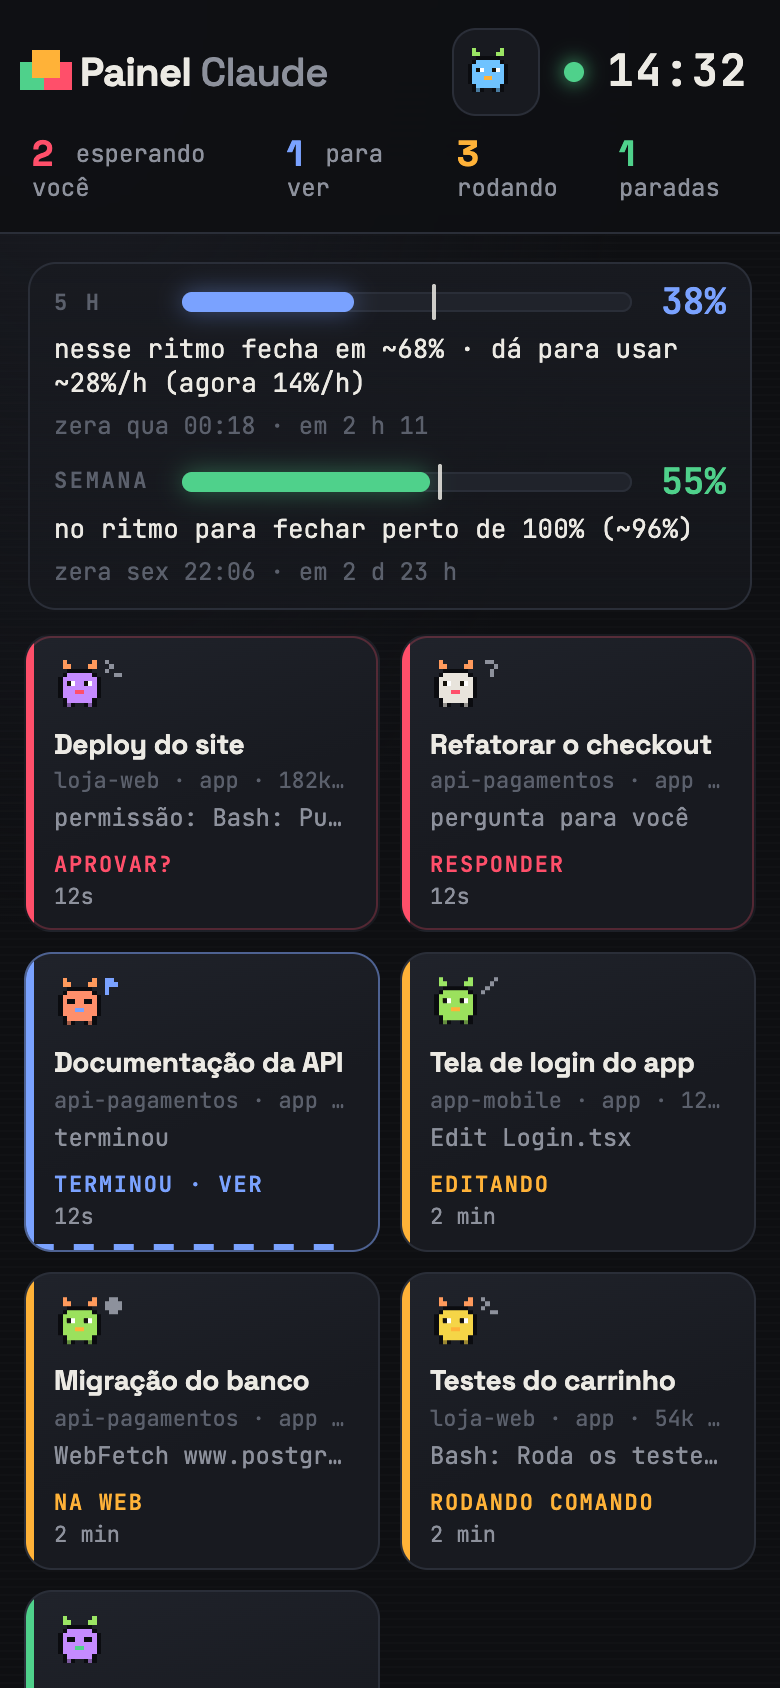 Painel Claude
14:32
2 esperando você
1 para ver
3 rodando
1 paradas
5 H
38%
nesse ritmo fecha em ~68% · dá para usar
~28%/h (agora 14%/h)
zera qua 00:18 · em 2 h 11
SEMANA
55%
no ritmo para fechar perto de 100% (~96%)
zera sex 22:06 · em 2 d 23 h
Deploy do site
loja-web · app · 182k…
permissão: Bash: Pu…
APROVAR?
12s
Refatorar o checkout
api-pagamentos · app …
pergunta para você
RESPONDER
12s
Documentação da API
api-pagamentos · app …
terminou
TERMINOU · VER
12s
Tela de login do app
app-mobile · app · 12…
Edit Login.tsx
EDITANDO
2 min
Migração do banco
api-pagamentos · app …
WebFetch www.postgr…
NA WEB
2 min
Testes do carrinho
loja-web · app · 54k …
Bash: Roda os teste…
RODANDO COMANDO
2 min